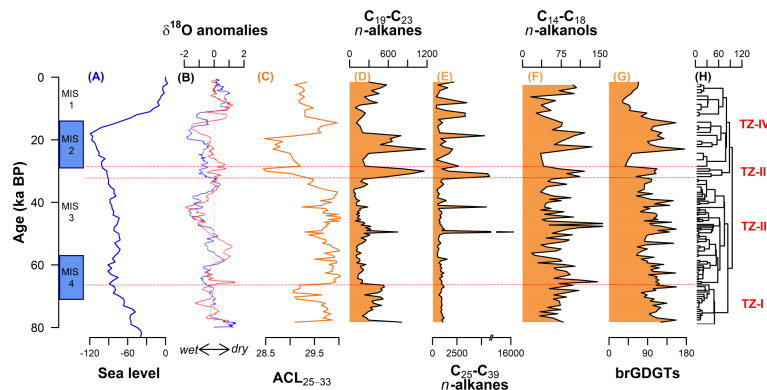 δ18O anomalies
C19–C23
n-alkanes
C14–C18
n-alkanols
-2 0 2
0 600 1200
0 75 150
0 60 120
(A) (B) (C) (D) (E) (F) (G) (H)
Age (ka BP)
0
20
40
60
80
MIS
1
MIS
2
MIS
3
MIS
4
TZ-IV
TZ-II
TZ-II
TZ-I
wet dry
-120 -60 0
28.5 29.5
0 2500 16000
0 90 180
Sea level
ACL25–33
C25–C39
n-alkanes
brGDGTs